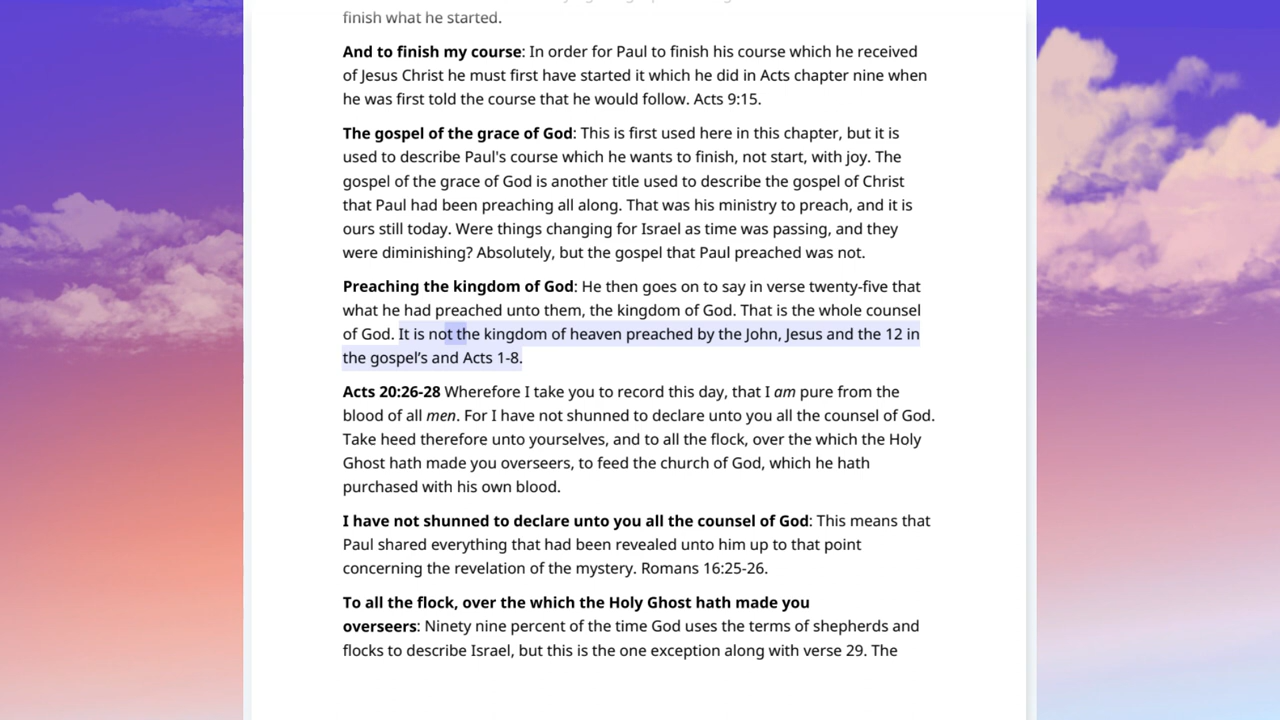 finish what he started.
And to finish my course: In order for Paul to finish his course which he received
of Jesus Christ he must first have started it which he did in Acts chapter nine when
he was first told the course that he would follow. Acts 9:15.
The gospel of the grace of God: This is first used here in this chapter, but it is
used to describe Paul's course which he wants to finish, not start, with joy. The
gospel of the grace of God is another title used to describe the gospel of Christ
that Paul had been preaching all along. That was his ministry to preach, and it is
ours still today. Were things changing for Israel as time was passing, and they
were diminishing? Absolutely, but the gospel that Paul preached was not.
Preaching the kingdom of God: He then goes on to say in verse twenty-five that
what he had preached unto them, the kingdom of God. That is the whole counsel
of God. It is not the kingdom of heaven preached by the John, Jesus and the 12 in
the gospel’s and Acts 1-8.
Acts 20:26-28 Wherefore I take you to record this day, that I am pure from the
blood of all men. For I have not shunned to declare unto you all the counsel of God.
Take heed therefore unto yourselves, and to all the flock, over the which the Holy
Ghost hath made you overseers, to feed the church of God, which he hath
purchased with his own blood.
I have not shunned to declare unto you all the counsel of God: This means that
Paul shared everything that had been revealed unto him up to that point
concerning the revelation of the mystery. Romans 16:25-26.
To all the flock, over the which the Holy Ghost hath made you
overseers: Ninety nine percent of the time God uses the terms of shepherds and
flocks to describe Israel, but this is the one exception along with verse 29. The